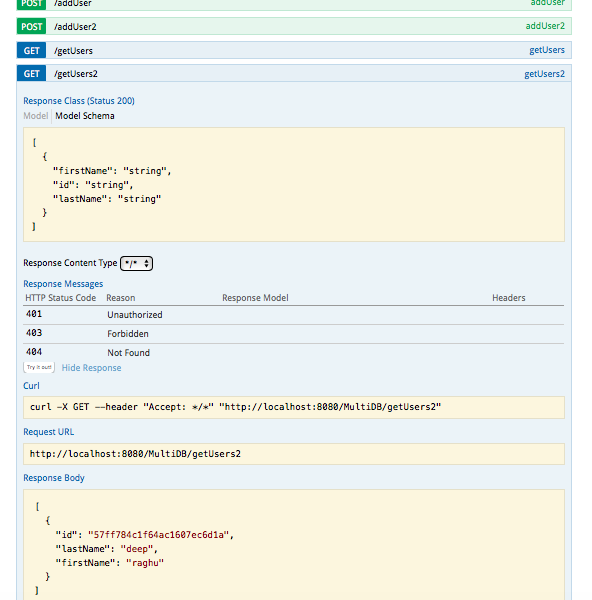 POST /addUser addUser
POST /addUser2 addUser2
GET /getUsers getUsers
GET /getUsers2 getUsers2
Response Class (Status 200)
Model Model Schema
[
{
"firstName": "string",
"id": "string",
"lastName": "string"
}
]
Response Content Type */*
Response Messages
HTTP Status Code Reason Response Model Headers
401 Unauthorized
403 Forbidden
404 Not Found
Try it out! Hide Response
Curl
curl -X GET --header "Accept: */*" "http://localhost:8080/MultiDB/getUsers2"
Request URL
http://localhost:8080/MultiDB/getUsers2
Response Body
[
{
"id": "57ff784c1f64ac1607ec6d1a",
"lastName": "deep",
"firstName": "raghu"
}
]